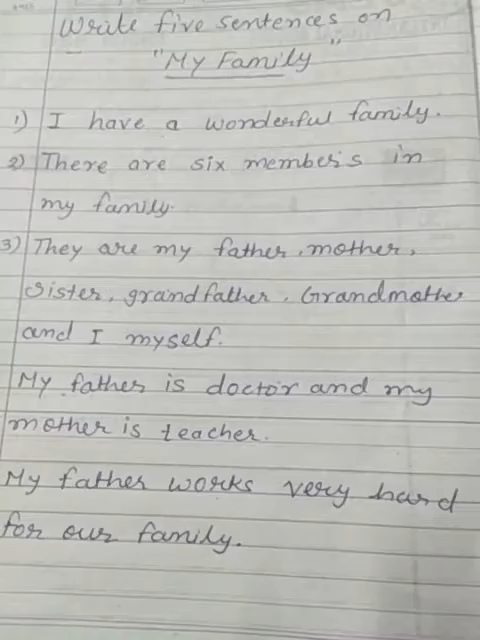 Write five sentences on
"My Family"
1) I have a wonderful family.
2) There are six member's in
my family.
3) They are my father, mother,
Sister, grandfather, Grandmother
and I myself.
My father is doctor and my
mother is teacher.
My father works very hard
for our family.